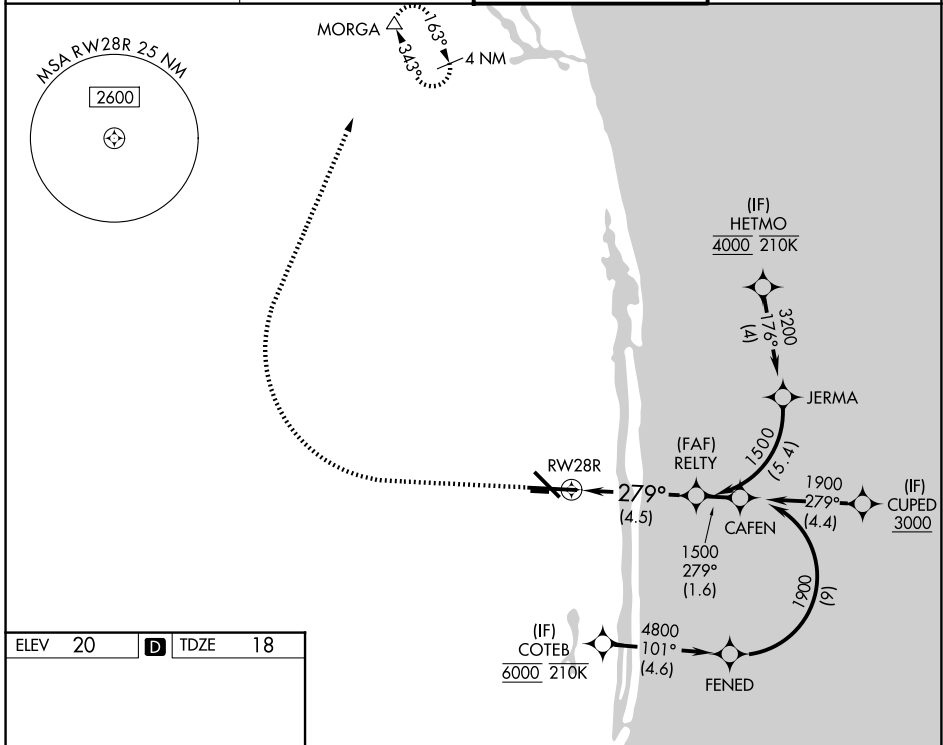 MORGA
163°
343°
4 NM
MSA RW28R 25 NM
2600
(IF)
HETMO
4000 210K
3200
176°
(4)
JERMA
1500
(5.4)
(FAF)
RELTY
RW28R
279°
(4.5)
1900
279°
(4.4)
(IF)
CUPED
3000
CAFEN
1500
279°
(1.6)
1900
(9)
(IF)
COTEB
6000 210K
4800
101°
(4.6)
FENED
ELEV 20 D TDZE 18